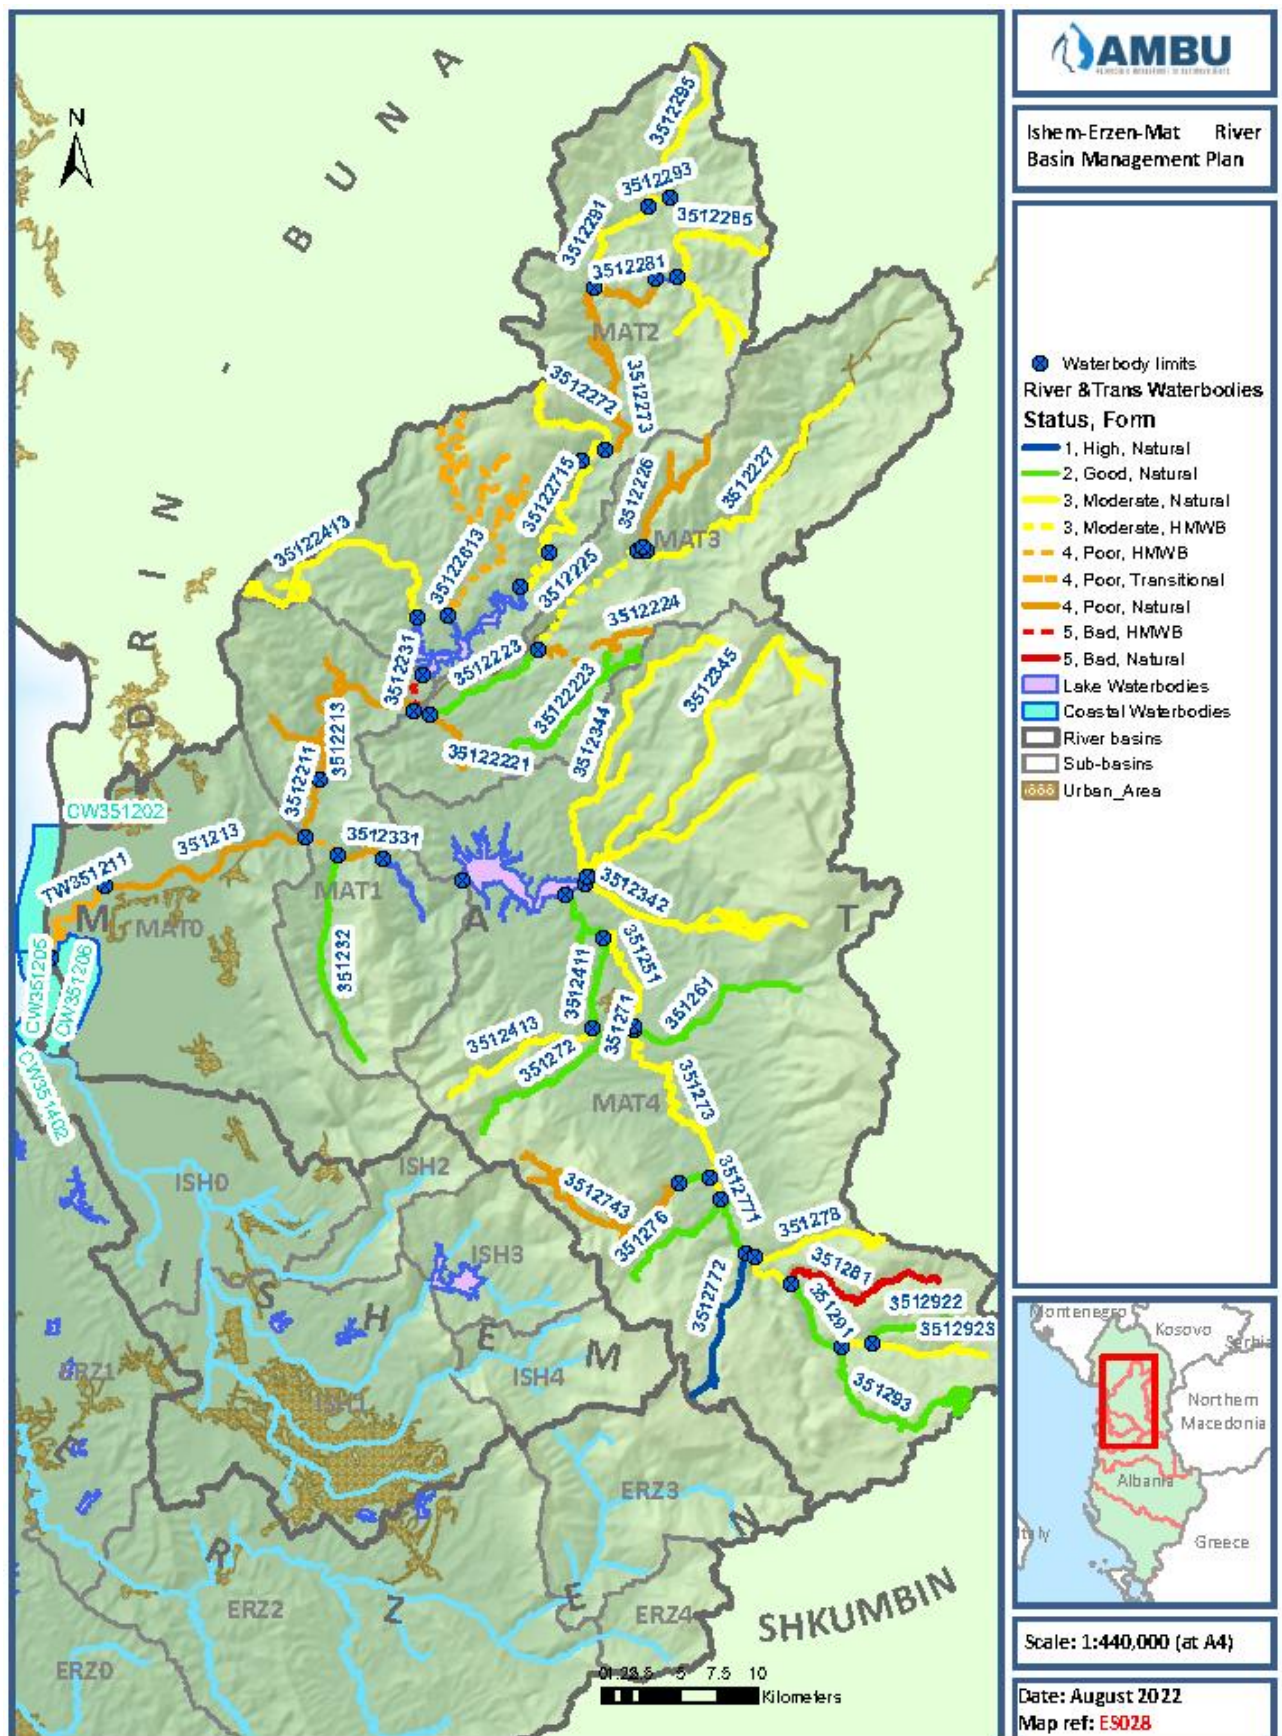 AMBU
Ishem-Erzen-Mat River
Basin Management Plan
Waterbody limits
River &Trans Waterbodies
Status, Form
1, High, Natural
2, Good, Natural
3, Moderate, Natural
3, Moderate, HMWB
4, Poor, HMWB
4, Poor, Transitional
4, Poor, Natural
5, Bad, HMWB
5, Bad, Natural
Lake Waterbodies
Coastal Waterbodies
River basins
Sub-basins
Urban_Area
N
DRIN - BUNA
3512295
3512293
3512291
3512285
3512281
MAT2
3512272
3512273
35122715
3512226
3512227
MAT3
35122413
35122613
35122225
3512224
3512231
3512223
35122223
3512344
3512345
35122221
3512213
3512211
CW351202
351213
3512331
TW351211
MAT1
3512342
M A T
MAT0
351232
351251
3512411
351261
CW351205
CW351206
351271
3512413
351272
CW351402
351273
MAT4
ISH2
ISH0
3512743
3512771
351276
351278
ISH3
351281
3512772
I S H E M
351291
3512922
3512923
ERZ1
ISH4
351293
ISH1
ERZ3
E R Z E N
ERZ2
ERZ4
SHKUMBIN
ERZ0
5 7.5 10
Kilometers
Montenegro
Kosovo
Serbia
Northern
Macedonia
Albania
Italy
Greece
Scale: 1:440,000 (at A4)
Date: August 2022
Map ref: ES028